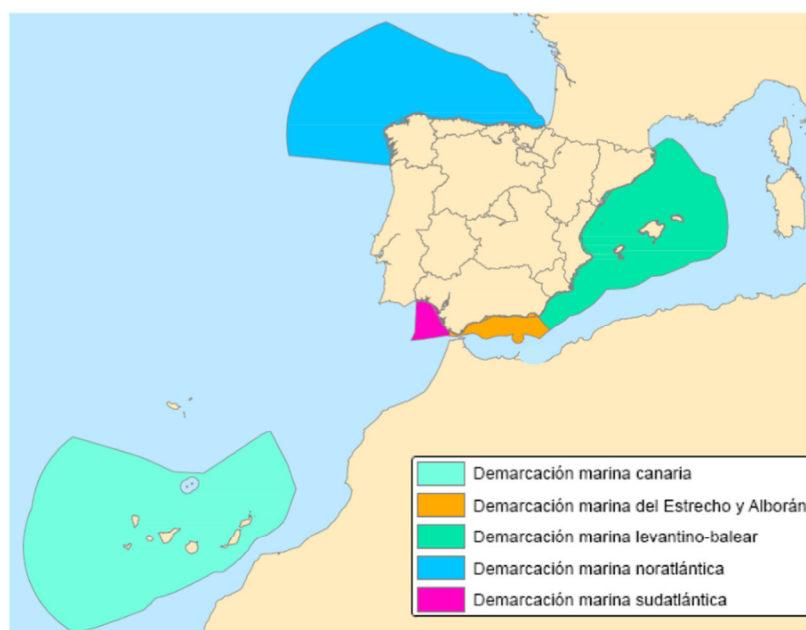 Demarcación marina canaria
Demarcación marina del Estrecho y Alborán
Demarcación marina levantino-balear
Demarcación marina noratlántica
Demarcación marina sudatlántica